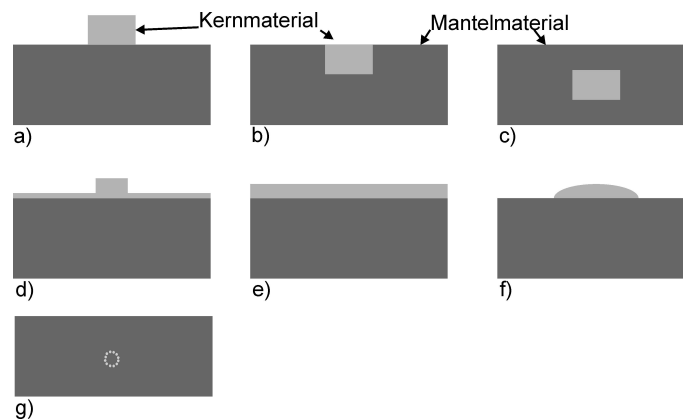 Kernmaterial
Mantelmaterial
a)
b)
c)
d)
e)
f)
g)